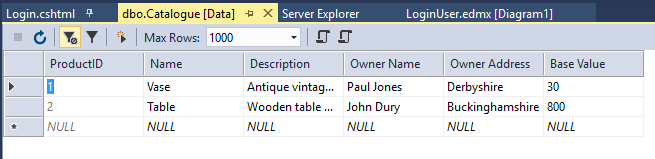 Login.cshtml dbo.Catalogue [Data] Server Explorer LoginUser.edmx [Diagram1]
Max Rows: 1000
ProductID Name Description Owner Name Owner Address Base Value
1 Vase Antique vintag... Paul Jones Derbyshire 30
2 Table Wooden table ... John Dury Buckinghamshire 800
NULL NULL NULL NULL NULL NULL